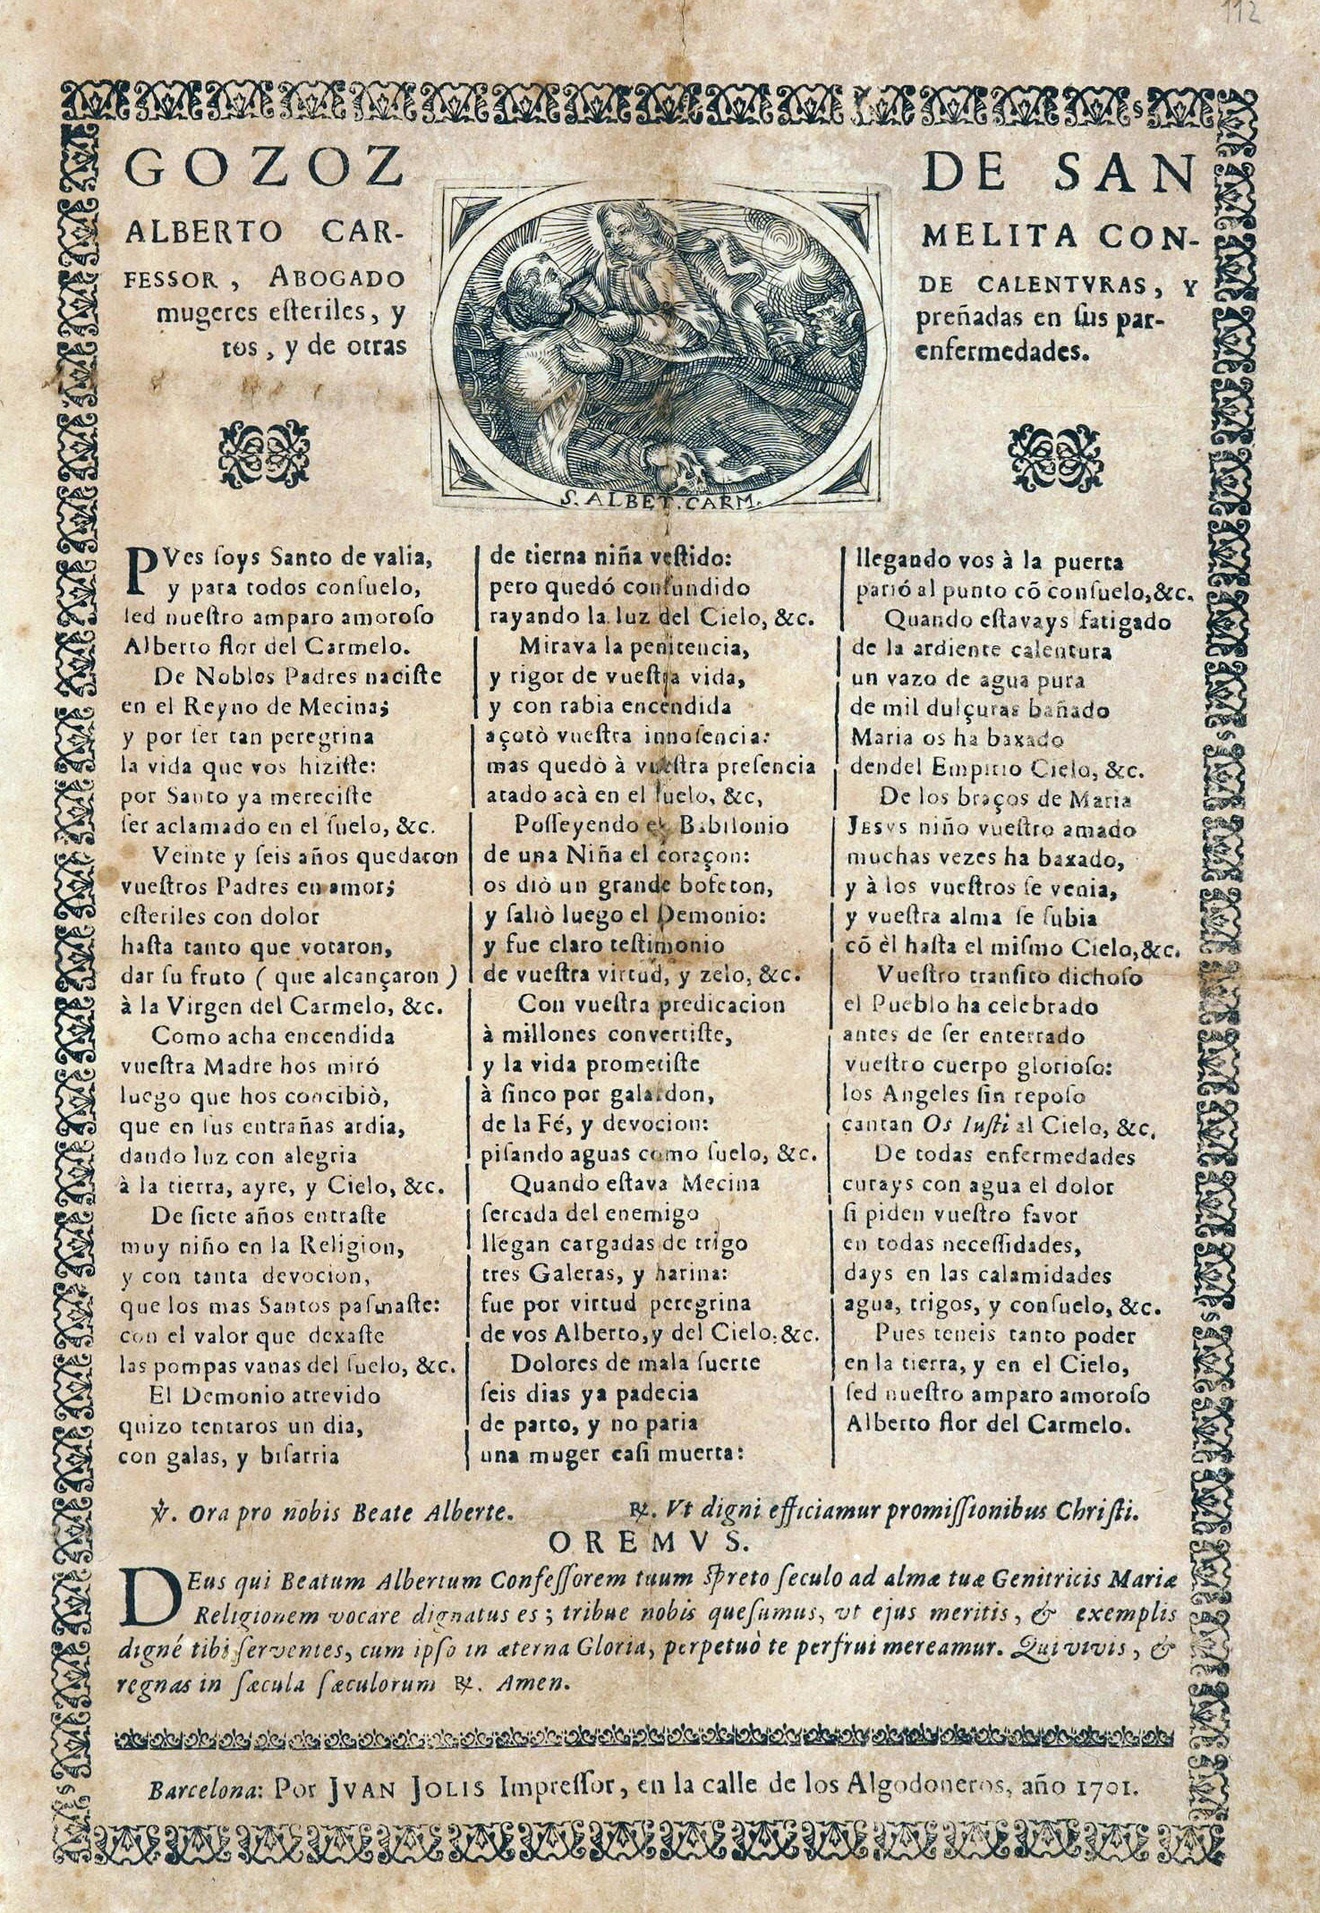 112
GOZOZ DE SAN
ALBERTO CAR- MELITA CON-
FESSOR, ABOGADO DE CALENTVRAS, Y
mugeres eſteriles, y preñadas en ſus par-
tos, y de otras enfermedades.
S. ALBET. CARM.
PVes ſoys Santo de valia,
y para todos conſuelo,
ſed nueſtro amparo amoroſo
Alberto flor del Carmelo.
De Nobles Padres naciſte
en el Reyno de Mecina;
y por ſer tan peregrina
la vida que vos hiziſte:
por Santo ya mereciſte
ſer aclamado en el ſuelo, &c.
Veinte y ſeis años quedaron
vueſtros Padres en amor;
eſteriles con dolor
haſta tanto que votaron,
dar ſu fruto ( que alcançaron )
à la Virgen del Carmelo, &c.
Como acha encendida
vueſtra Madre hos miró
luego que hos concibiò,
que en ſus entrañas ardia,
dando luz con alegria
à la tierra, ayre, y Cielo, &c.
De ſiete años entraſte
muy niño en la Religion,
y con tanta devocion,
que los mas Santos paſmaſte:
con el valor que dexaſte
las pompas vanas del ſuelo, &c.
El Demonio atrevido
quizo tentaros un dia,
con galas, y biſarria
de tierna niña veſtido:
pero quedó confundido
rayando la luz del Cielo, &c.
Mirava la penitencia,
y rigor de vueſtra vida,
y con rabia encendida
açotò vueſtra innoſencia:
mas quedò à vueſtra preſencia
atado acà en el ſuelo, &c,
Poſſeyendo el Babilonio
de una Niña el coraçon:
os diò un grande bofeton,
y ſaliò luego el Demonio:
y fue claro teſtimonio
de vueſtra virtud, y zelo, &c.
Con vueſtra predicacion
à millones convertiſte,
y la vida prometiſte
à ſinco por galardon,
de la Fé, y devocion:
piſando aguas como ſuelo, &c.
Quando eſtava Mecina
ſercada del enemigo
llegan cargadas de trigo
tres Galeras, y harina:
fue por virtud peregrina
de vos Alberto, y del Cielo, &c.
Dolores de mala ſuerte
ſeis dias ya padecia
de parto, y no paria
una muger caſi muerta:
llegando vos à la puerta
parió al punto cõ conſuelo, &c.
Quando eſtavays fatigado
de la ardiente calentura
un vazo de agua pura
de mil dulçuras bañado
Maria os ha baxado
dendel Empirio Cielo, &c.
De los braços de Maria
JESVS niño vueſtro amado
muchas vezes ha baxado,
y à los vueſtros ſe venia,
y vueſtra alma ſe ſubia
cõ èl haſta el miſmo Cielo, &c.
Vueſtro tranſito dichoſo
el Pueblo ha celebrado
antes de ſer enterrado
vueſtro cuerpo glorioſo:
los Angeles ſin repoſo
cantan Os Iuſti al Cielo, &c,
De todas enfermedades
curays con agua el dolor
ſi piden vueſtro favor
en todas neceſſidades,
days en las calamidades
agua, trigos, y conſuelo, &c.
Pues teneis tanto poder
en la tierra, y en el Cielo,
ſed nueſtro amparo amoroſo
Alberto flor del Carmelo.
℣. Ora pro nobis Beate Alberte. ℟. Vt digni efficiamur promiſſionibus Chriſti.
OREMVS.
DEus qui Beatum Albertum Confeſſorem tuum ſpreto ſeculo ad almæ tuæ Genitricis Mariæ
Religionem vocare dignatus es; tribue nobis queſumus, vt ejus meritis, & exemplis
digné tibi ſervientes, cum ipſo in æterna Gloria, perpetuò te perfrui mereamur. Qui vivis, &
regnas in ſæcula ſæculorum ℟. Amen.
Barcelona: Por JVAN JOLIS Impreſſor, en la calle de los Algodoneros, año 1701.